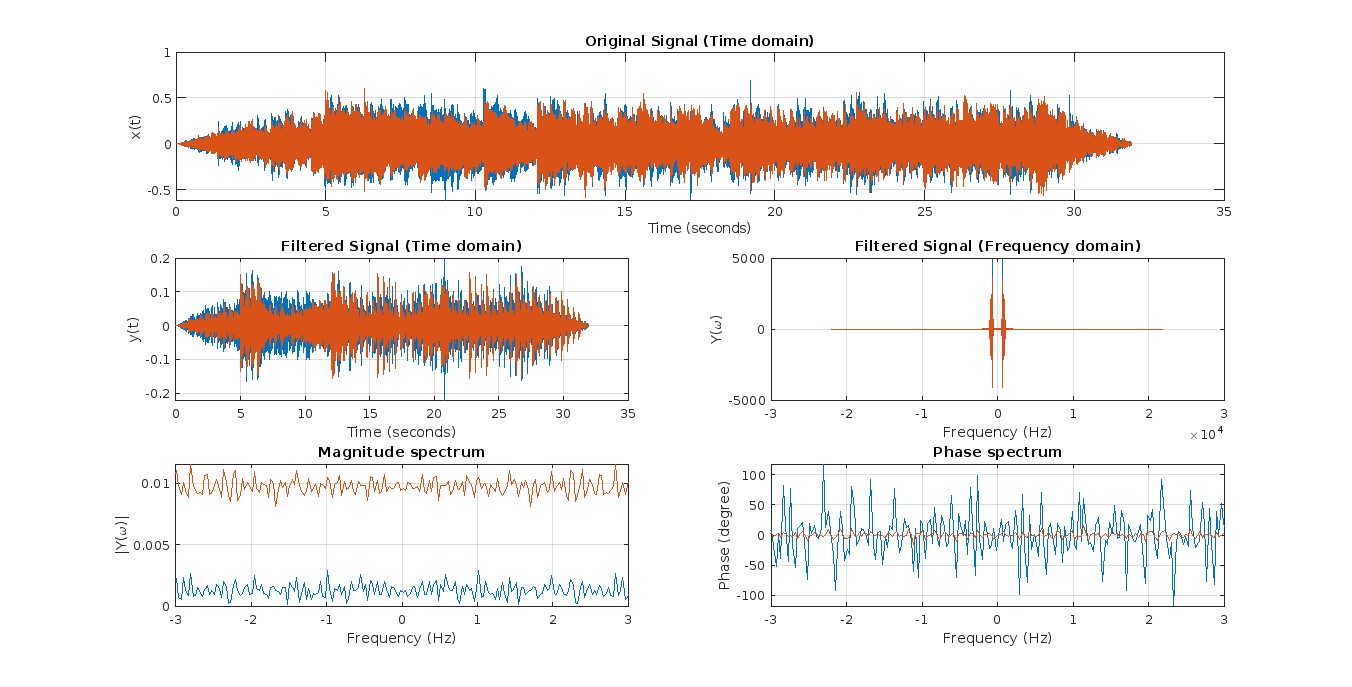 Original Signal (Time domain)
1
0.5
0
-0.5
x(t)
0 5 10 15 20 25 30 35
Time (seconds)
Filtered Signal (Time domain)
0.2
0.1
0
-0.1
-0.2
y(t)
0 5 10 15 20 25 30 35
Time (seconds)
Filtered Signal (Frequency domain)
5000
0
-5000
Y(ω)
-3 -2 -1 0 1 2 3
Frequency (Hz)
×10^4
Magnitude spectrum
0.01
0.005
0
|Y(ω)|
-3 -2 -1 0 1 2 3
Frequency (Hz)
Phase spectrum
100
50
0
-50
-100
Phase (degree)
-3 -2 -1 0 1 2 3
Frequency (Hz)